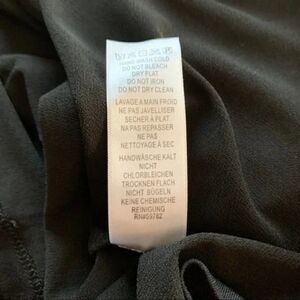 HAND WASH COLD
DO NOT BLEACH
DRY FLAT
DO NOT IRON
DO NOT DRY CLEAN
LAVAGE A MAIN FROID
NE PAS JAVELLISER
SECHER À PLAT
NA PAS REPASSER
NE PAS
NETTOYAGE À SEC
HANDWÄSCHE KALT
NICHT
CHLORBLEICHEN
TROCKNEN FLACH
NICHT BÜGELN
KEINE CHEMISCHE
REINIGUNG
RN#59762